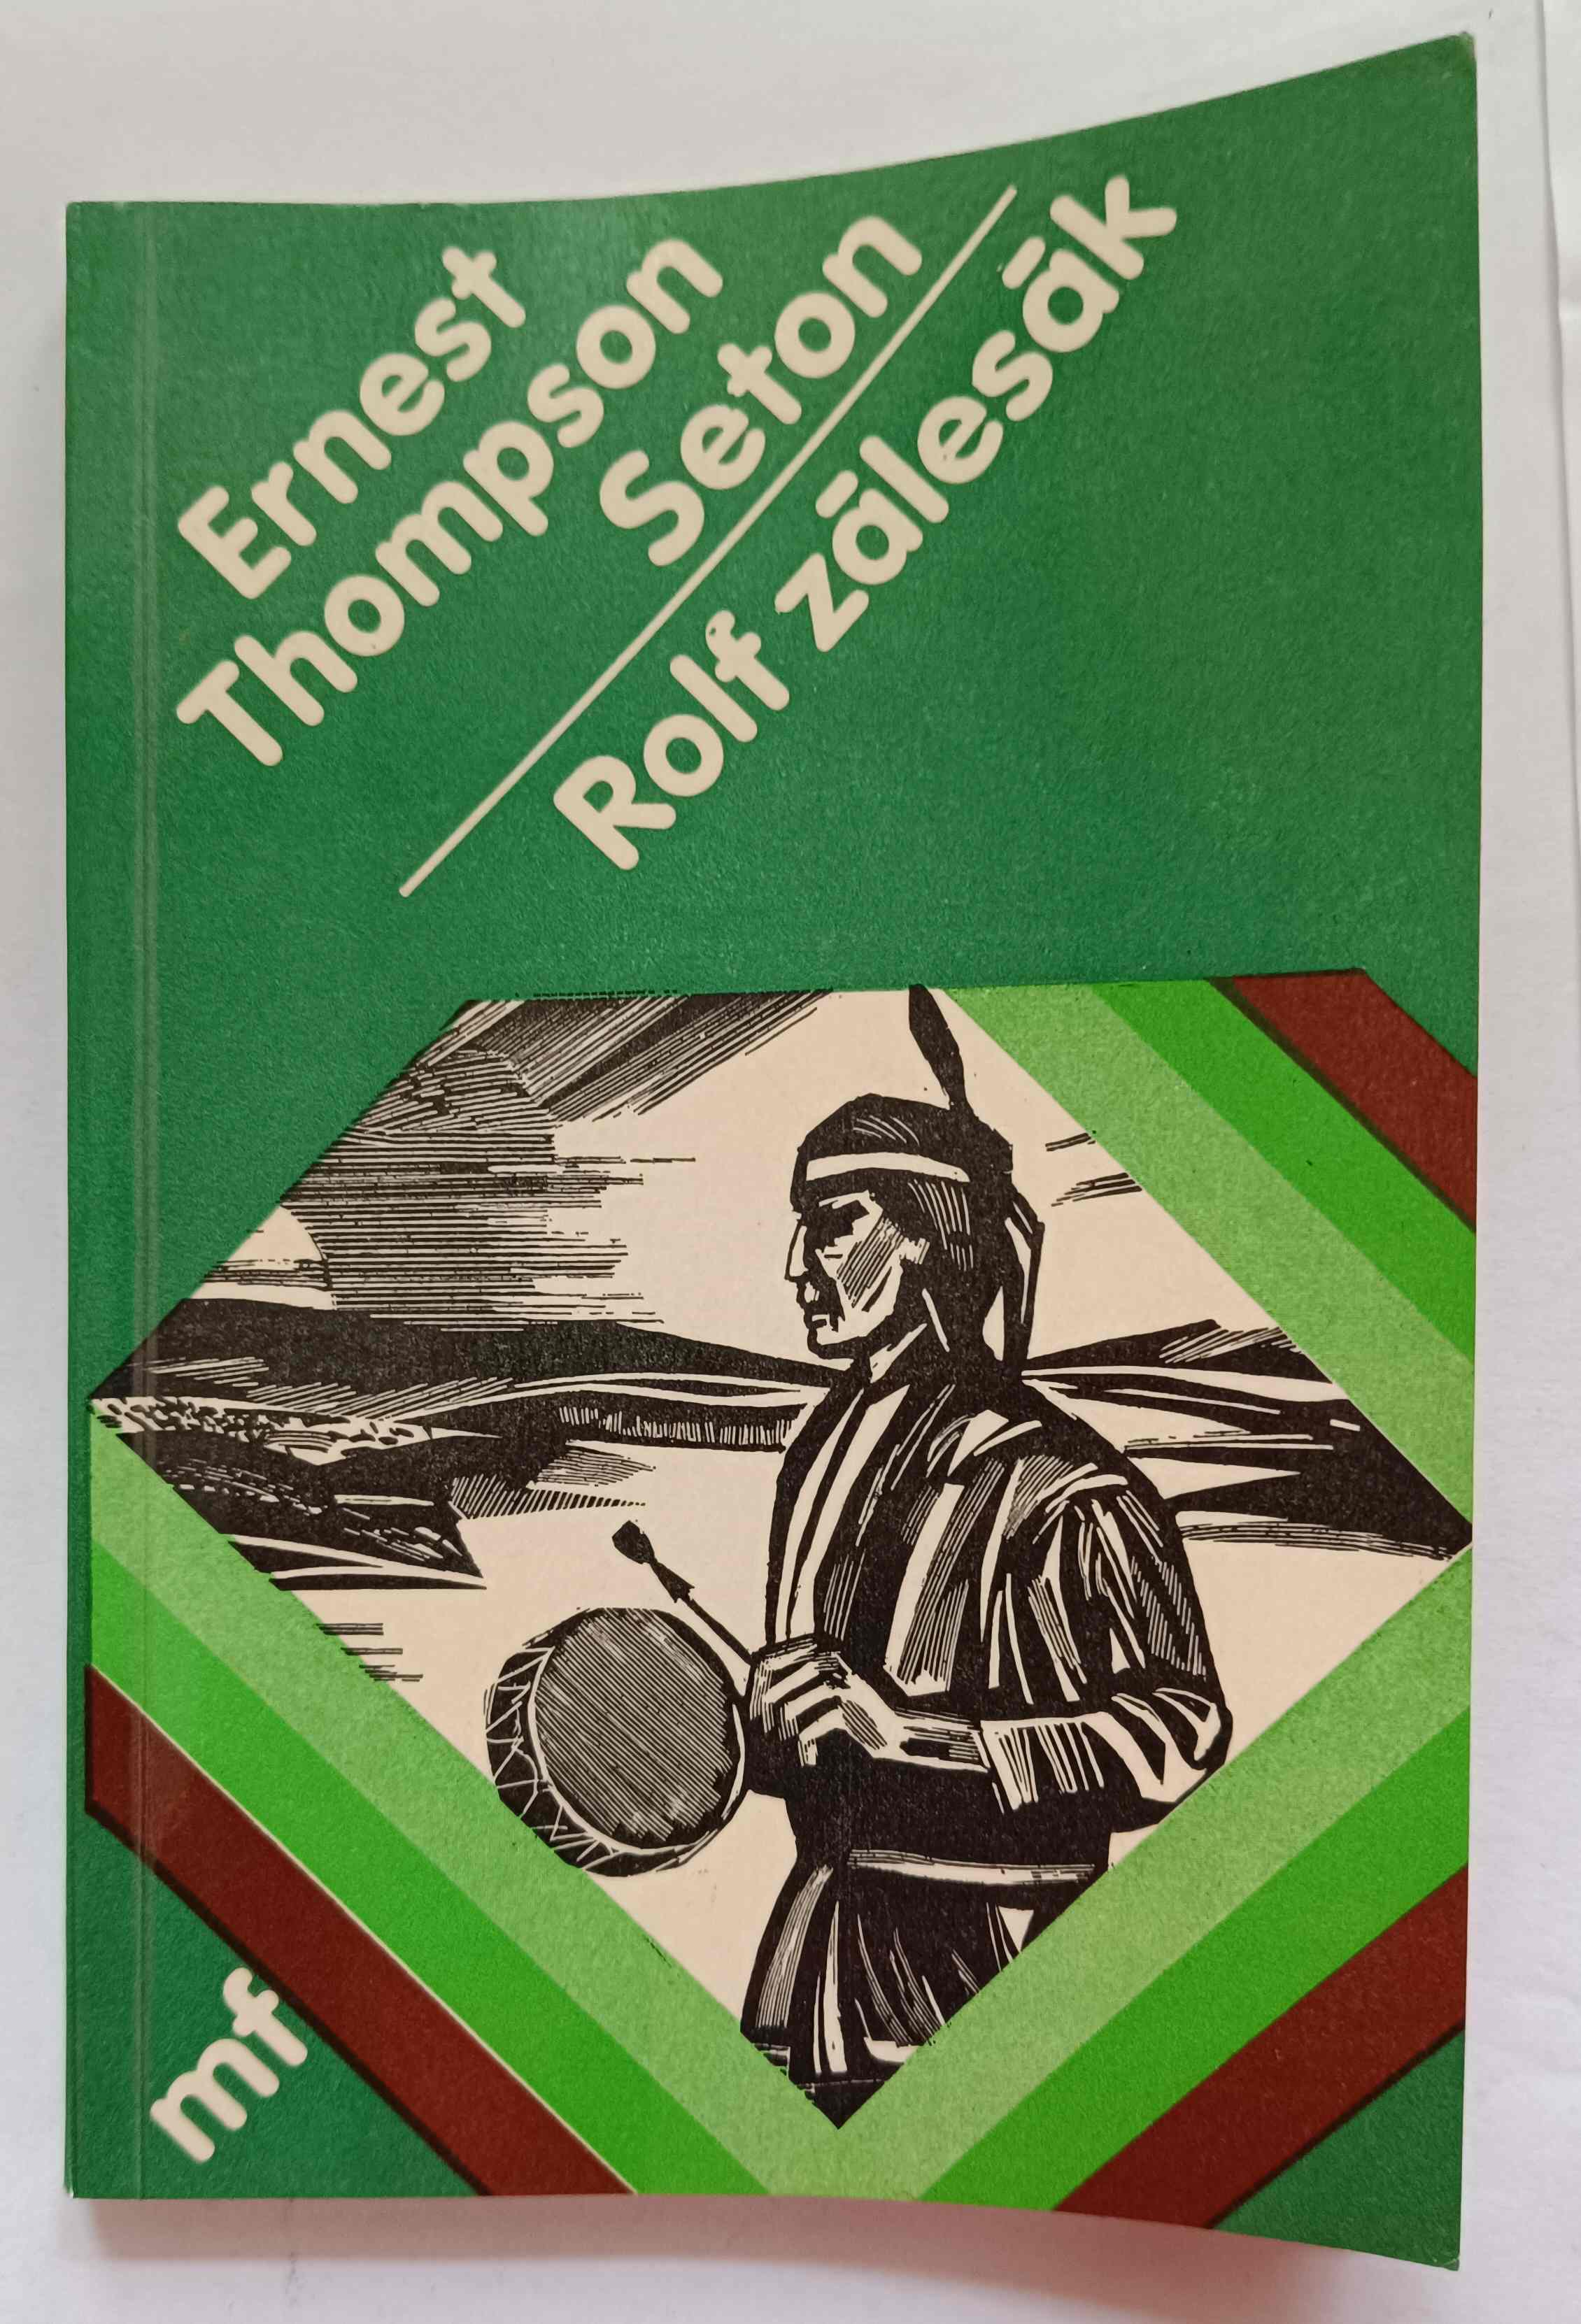 Ernest
Thompson
Seton
Rolf zálesák
mf